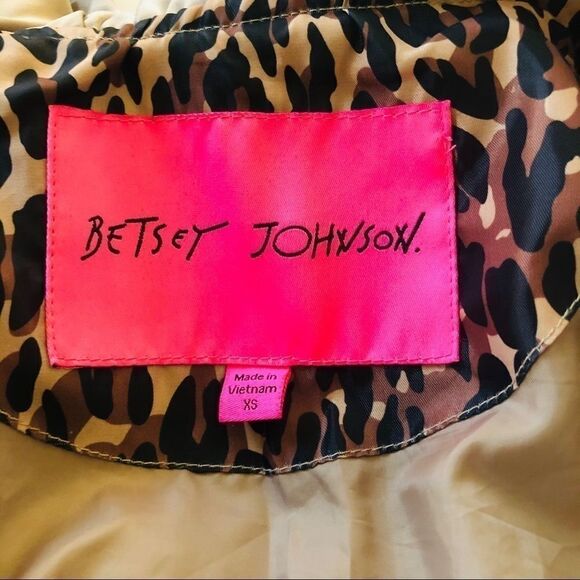 BETSEY JOHNSON.
Made in
Vietnam
XS